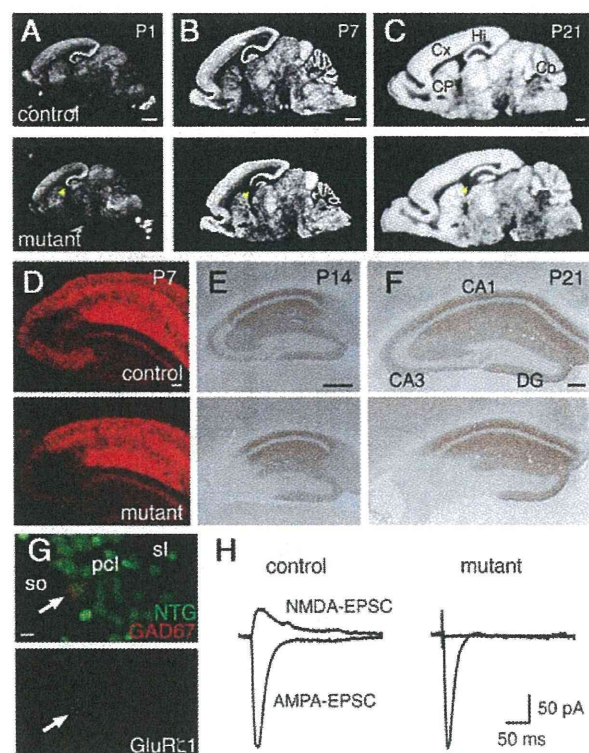 A P1 B P7 C P21
Cx Hi Cb
CP
control
mutant
D P7 E P14 F P21
CA1
control CA3 DG
mutant
G sl H control mutant
pcl
so
NTG
GAD67
NMDA-EPSC
AMPA-EPSC
50 pA
50 ms